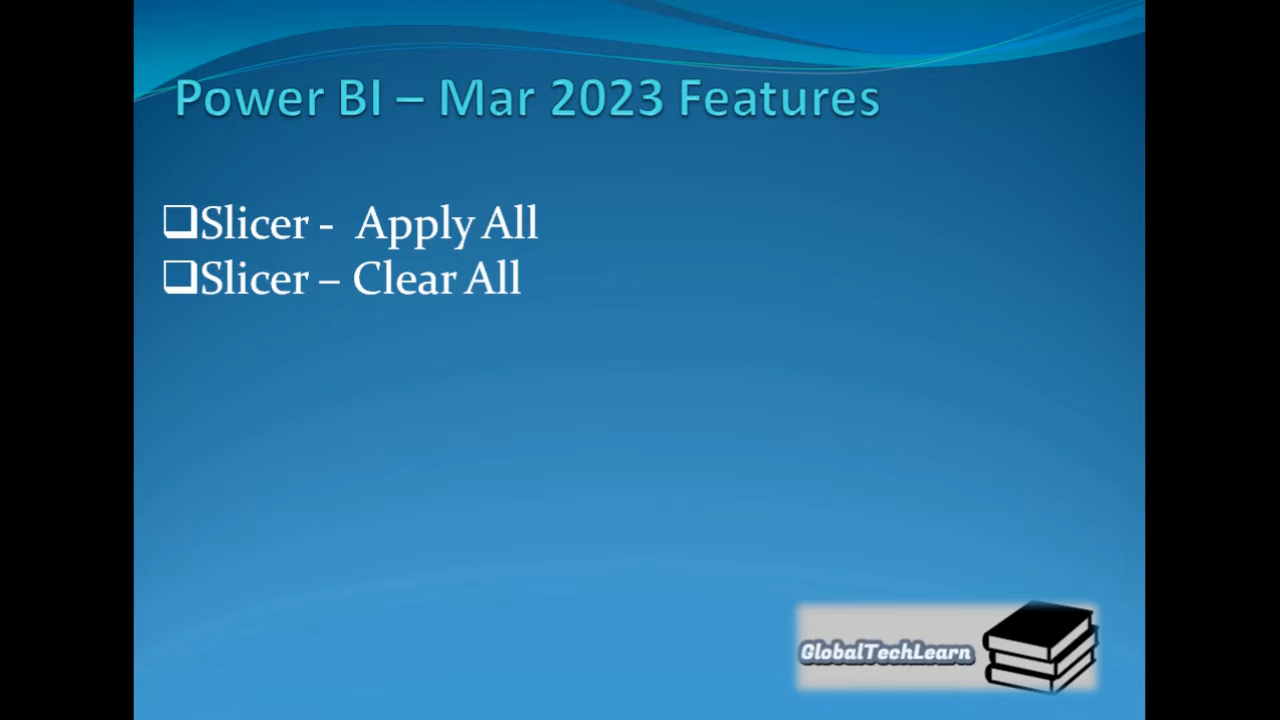 Power BI – Mar 2023 Features
❑Slicer - Apply All
❑Slicer – Clear All
GlobalTechLearn